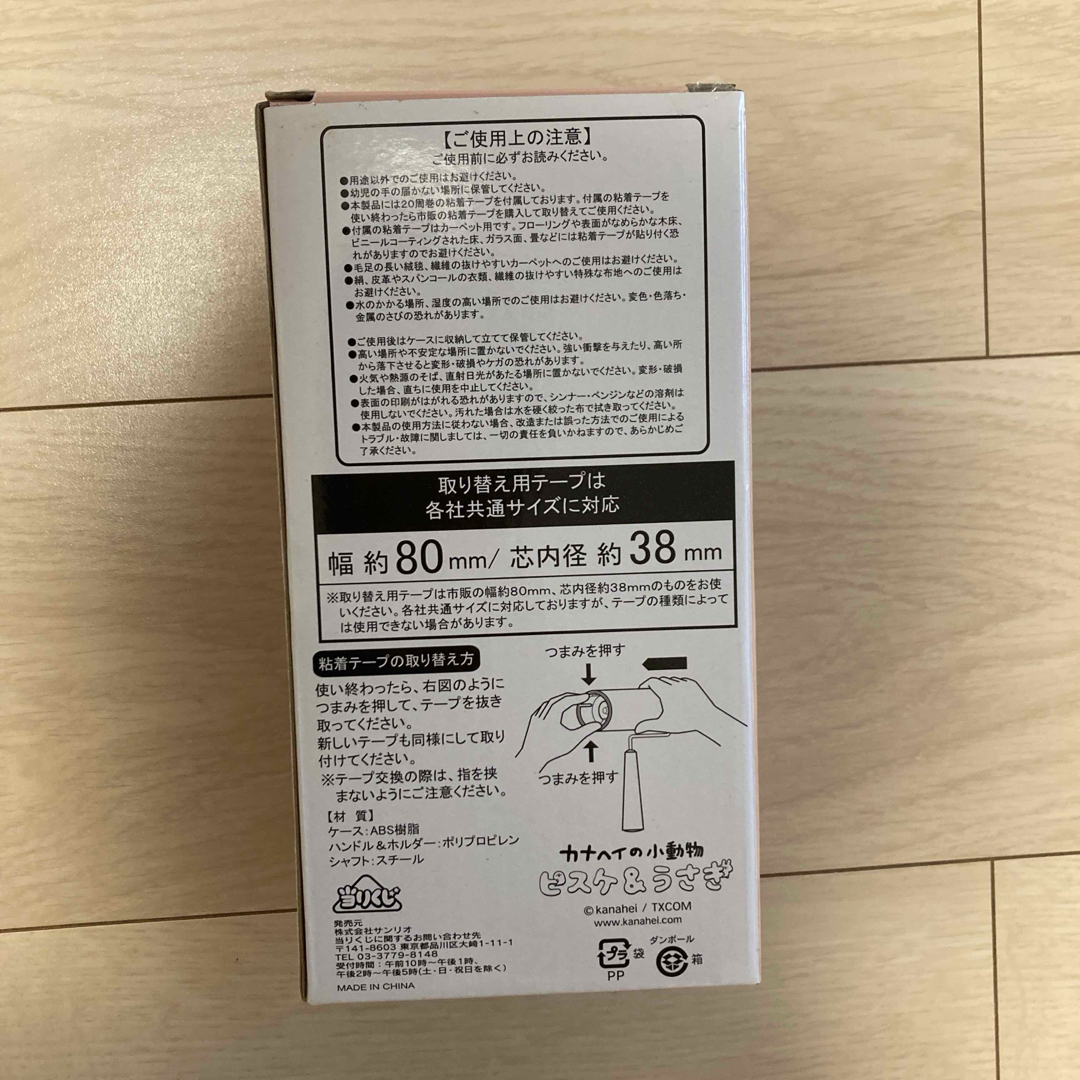 【ご使用上の注意】
ご使用前に必ずお読みください。
●用途以外でのご使用はお避けください。
●幼児の手の届かない場所に保管してください。
●本製品には20周巻の粘着テープを付属しております。付属の粘着テープを
使い終わったら市販の粘着テープを購入して取り替えてご使用ください。
●付属の粘着テープはカーペット用です。フローリングや表面がなめらかな木床、
ビニールコーティングされた床、ガラス面、畳などには粘着テープが貼り付く恐
れがありますのでお避けください。
●毛足の長い絨毯、繊維の抜けやすいカーペットへのご使用はお避けください。
●絹、皮革やスパンコールの衣類、繊維の抜けやすい特殊な布地へのご使用は
お避けください。
●水のかかる場所、湿度の高い場所でのご使用はお避けください。変色・色落ち・
金属のさびの恐れがあります。
●ご使用後はケースに収納して立てて保管してください。
●高い場所や不安定な場所に置かないでください。強い衝撃を与えたり、高い所
から落下させると変形・破損やケガの恐れがあります。
●火気や熱源のそば、直射日光があたる場所に置かないでください。変形・破損
した場合、直ちに使用を中止してください。
●表面の印刷がはがれる恐れがありますので、シンナー・ベンジンなどの溶剤は
使用しないでください。汚れた場合は水を硬く絞った布で拭き取ってください。
●本製品の使用方法に従わない場合、改造または誤った方法でのご使用による
トラブル・故障に関しましては、一切の責任を負いかねますので、あらかじめご
了承ください。
取り替え用テープは
各社共通サイズに対応
幅 約80mm/ 芯内径 約38mm
※取り替え用テープは市販の幅約80mm、芯内径約38mmのものをお使
いください。各社共通サイズに対応しておりますが、テープの種類によって
は使用できない場合があります。
粘着テープの取り替え方
使い終わったら、右図のように
つまみを押して、テープを抜き
取ってください。
新しいテープも同様にして取り
付けてください。
※テープ交換の際は、指を挟
まないようにご注意ください。
つまみを押す
つまみを押す
【材 質】
ケース:ABS樹脂
ハンドル&ホルダー:ポリプロピレン
シャフト:スチール
当りくじ
発売元
株式会社サンリオ
当りくじに関するお問い合わせ先
〒141-8603 東京都品川区大崎1-11-1
TEL 03-3779-8148
受付時間:午前10時～午後1時、
午後2時～午後5時(土・日・祝日を除く)
MADE IN CHINA
カナヘイの小動物
ピスケ&うさぎ
©kanahei / TXCOM
www.kanahei.com
プラ 袋
PP
ダンボール
箱